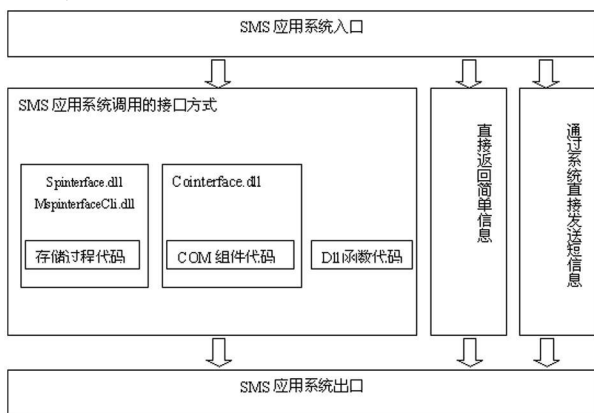 SMS 应用系统入口
SMS 应用系统调用的接口方式
Spinterface.dll
MspinterfaceCli.dll
存储过程代码
Cointerface.dll
COM 组件代码
Dll函数代码
直接返回简单信息
通过系统直接发送短信息
SMS 应用系统出口